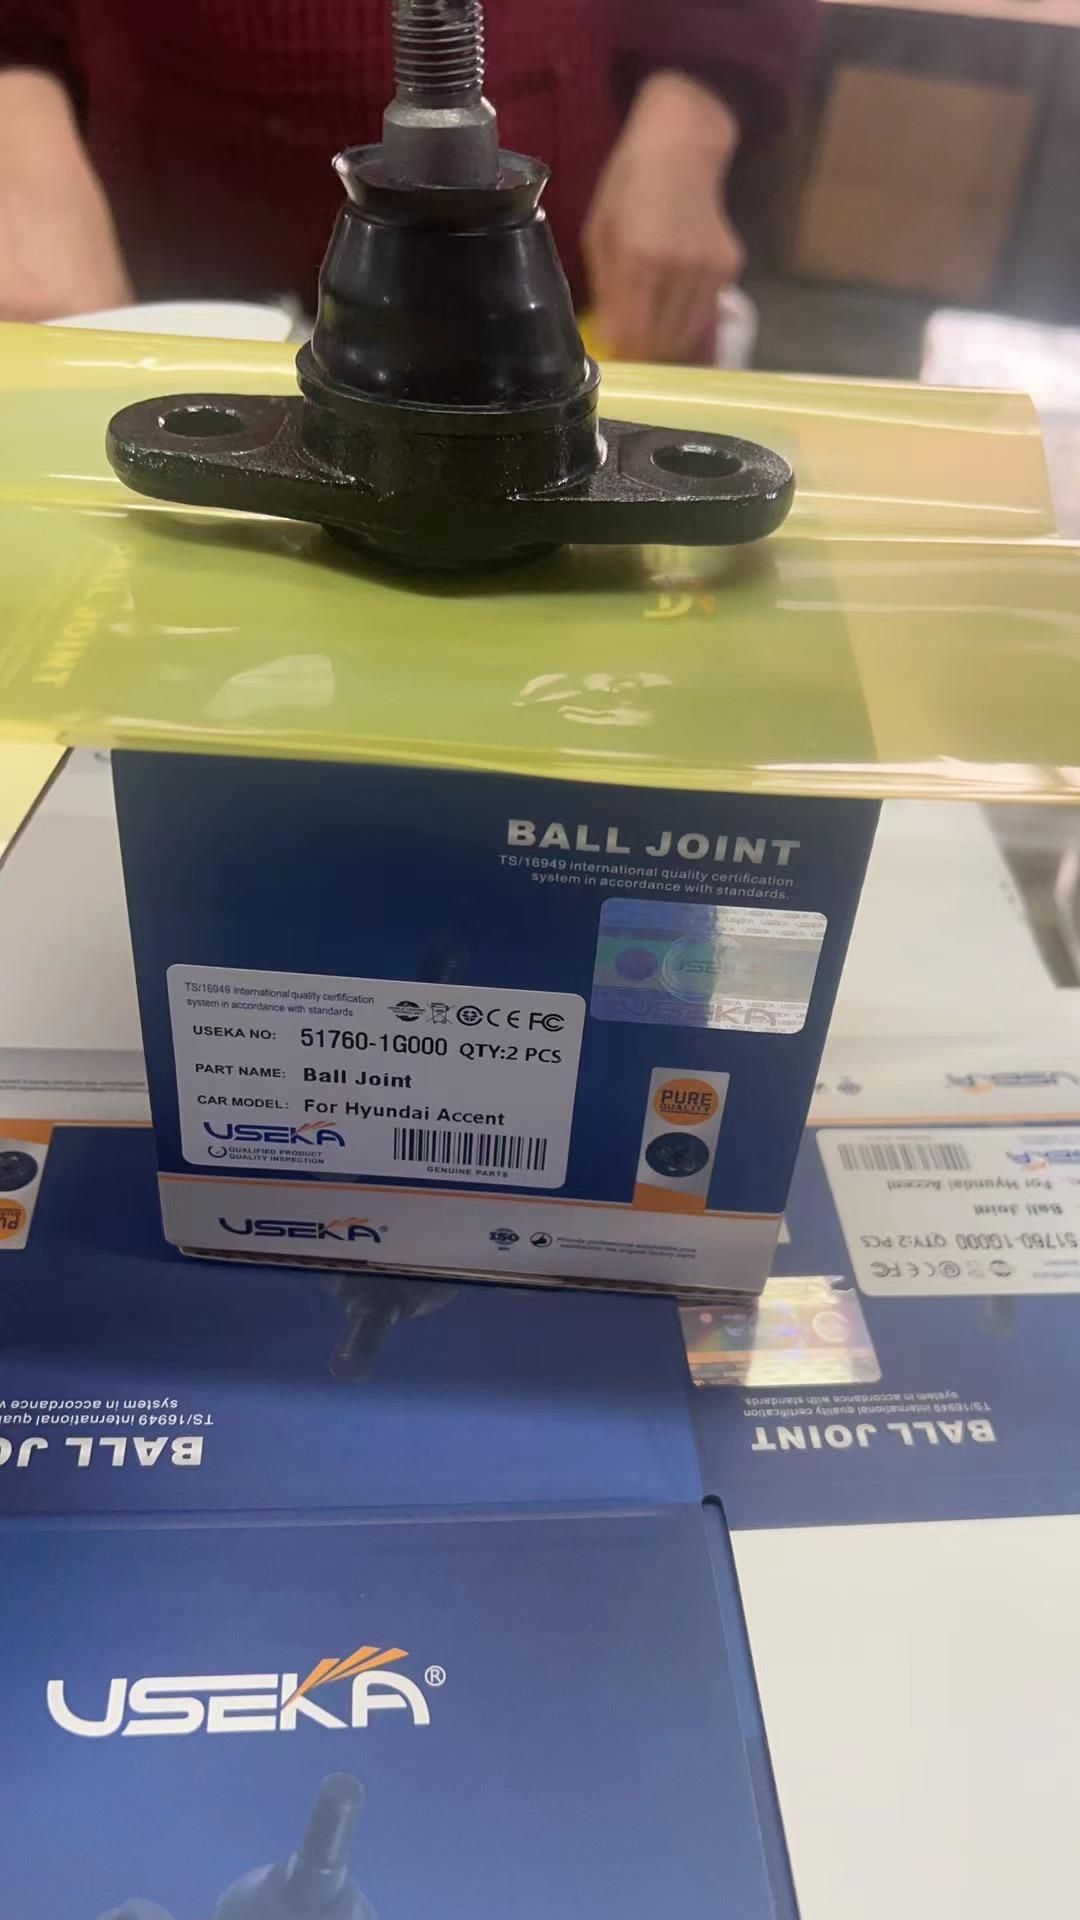 BALL JOINT
TS/16949 international quality certification
system in accordance with standards.
USEKA
TS/16949 international quality certification
system in accordance with standards
CE FC
USEKA NO: 51760-1G000 QTY:2 PCS
PART NAME: Ball Joint
CAR MODEL: For Hyundai Accent
USEKA
QUALIFIED PRODUCT
QUALITY INSPECTION
GENUINE PARTS
PURE
QUALITY
USEKA®
ISO
51760-1G000 QTY:2 PCS
Ball Joint
For Hyundai Accent
BALL JOINT
TS/16949 international quality certification
system in accordance with standards
BALL JO
TS/16949 international
system in accordance
USEKA®